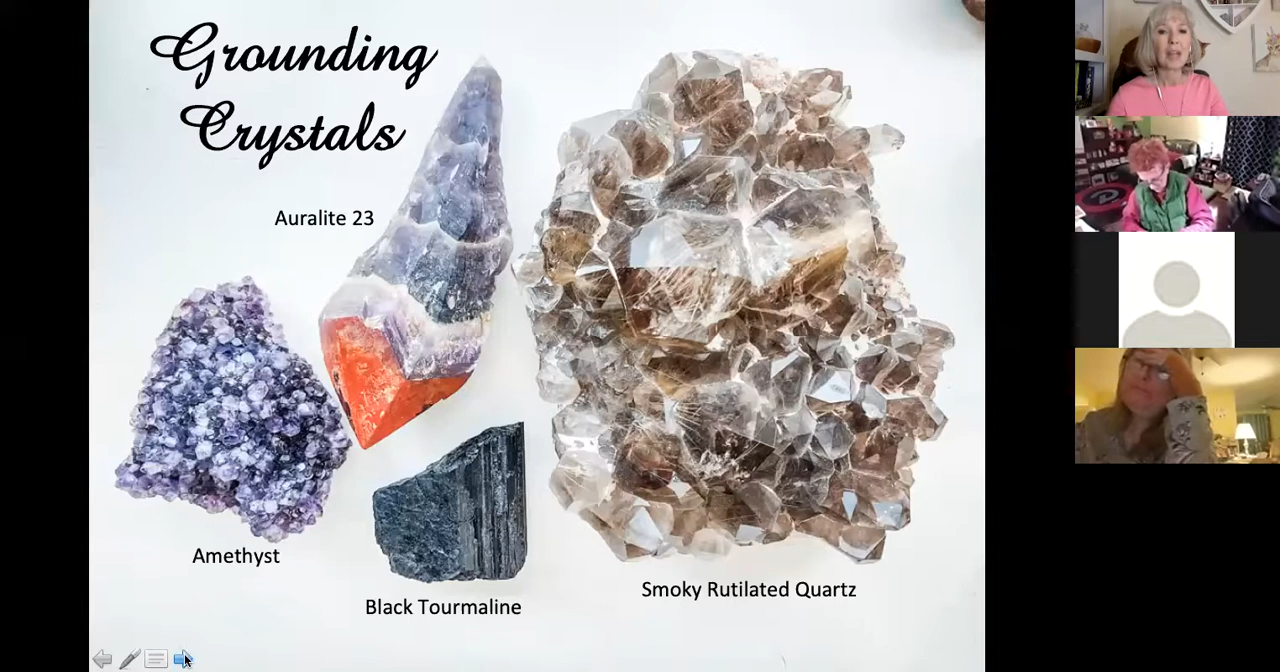 Grounding
Crystals
Auralite 23
Amethyst
Black Tourmaline
Smoky Rutilated Quartz